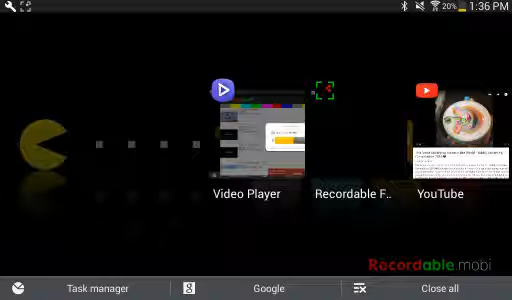 20% 1:36 PM
Video Player
Recordable F..
YouTube
Recordable.mobi
Task manager
Google
Close all